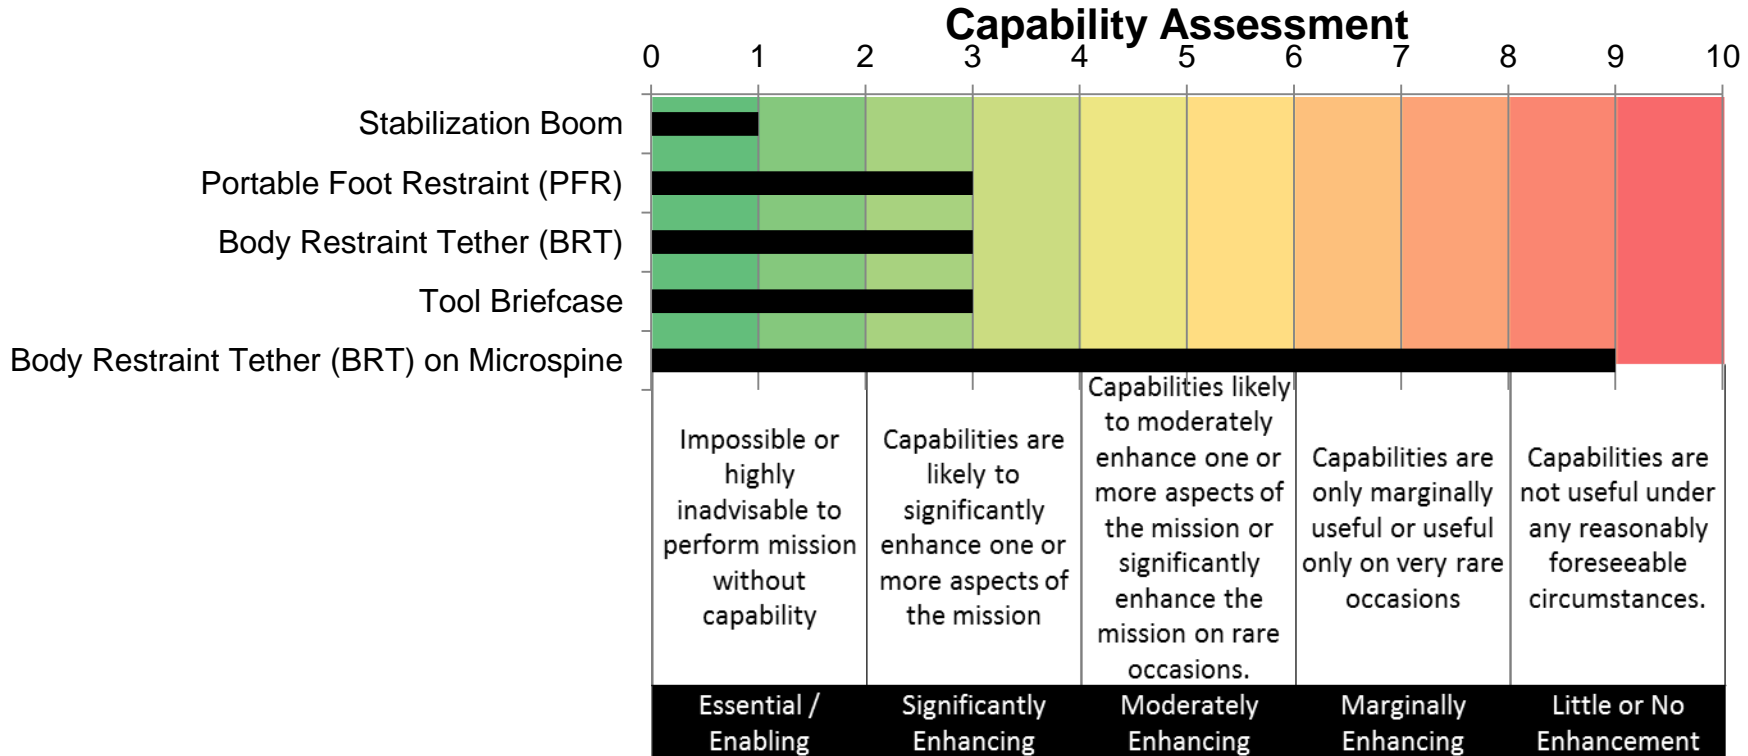 Capability Assessment
0 1 2 3 4 5 6 7 8 9 10
Stabilization Boom
Portable Foot Restraint (PFR)
Body Restraint Tether (BRT)
Tool Briefcase
Body Restraint Tether (BRT) on Microspine
Impossible or
highly
inadvisable to
perform mission
without
capability
Capabilities are
likely to
significantly
enhance one or
more aspects of
the mission
Capabilities likely
to moderately
enhance one or
more aspects of
the mission or
significantly
enhance the
mission on rare
occasions.
Capabilities are
only marginally
useful or useful
only on very rare
occasions
Capabilities are
not useful under
any reasonably
foreseeable
circumstances.
Essential /
Enabling
Significantly
Enhancing
Moderately
Enhancing
Marginally
Enhancing
Little or No
Enhancement